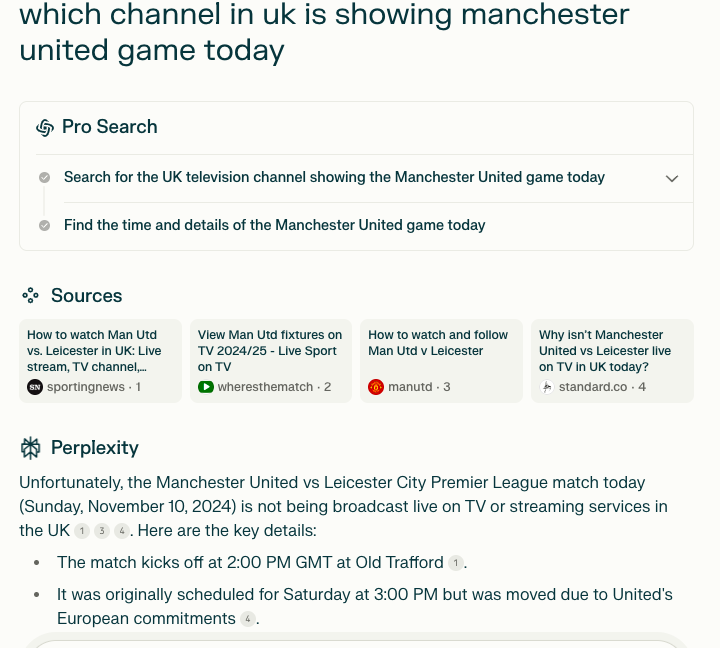 which channel in uk is showing manchester
united game today
Pro Search
Search for the UK television channel showing the Manchester United game today
Find the time and details of the Manchester United game today
Sources
How to watch Man Utd
vs. Leicester in UK: Live
stream, TV channel,...
SN sportingnews · 1
View Man Utd fixtures on
TV 2024/25 - Live Sport
on TV
wheresthematch · 2
How to watch and follow
Man Utd v Leicester
manutd · 3
Why isn't Manchester
United vs Leicester live
on TV in UK today?
standard.co · 4
Perplexity
Unfortunately, the Manchester United vs Leicester City Premier League match today
(Sunday, November 10, 2024) is not being broadcast live on TV or streaming services in
the UK 1 3 4 . Here are the key details:
• The match kicks off at 2:00 PM GMT at Old Trafford 1 .
• It was originally scheduled for Saturday at 3:00 PM but was moved due to United's
European commitments 4 .